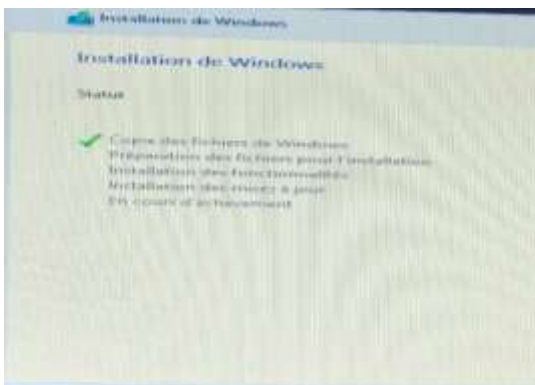 Installation de Windows
Installation de Windows
Statut
Copie des fichiers de Windows
Préparation des fichiers pour l'installation
Installation des fonctionnalités
Installation des mises à jour
En cours d'achèvement